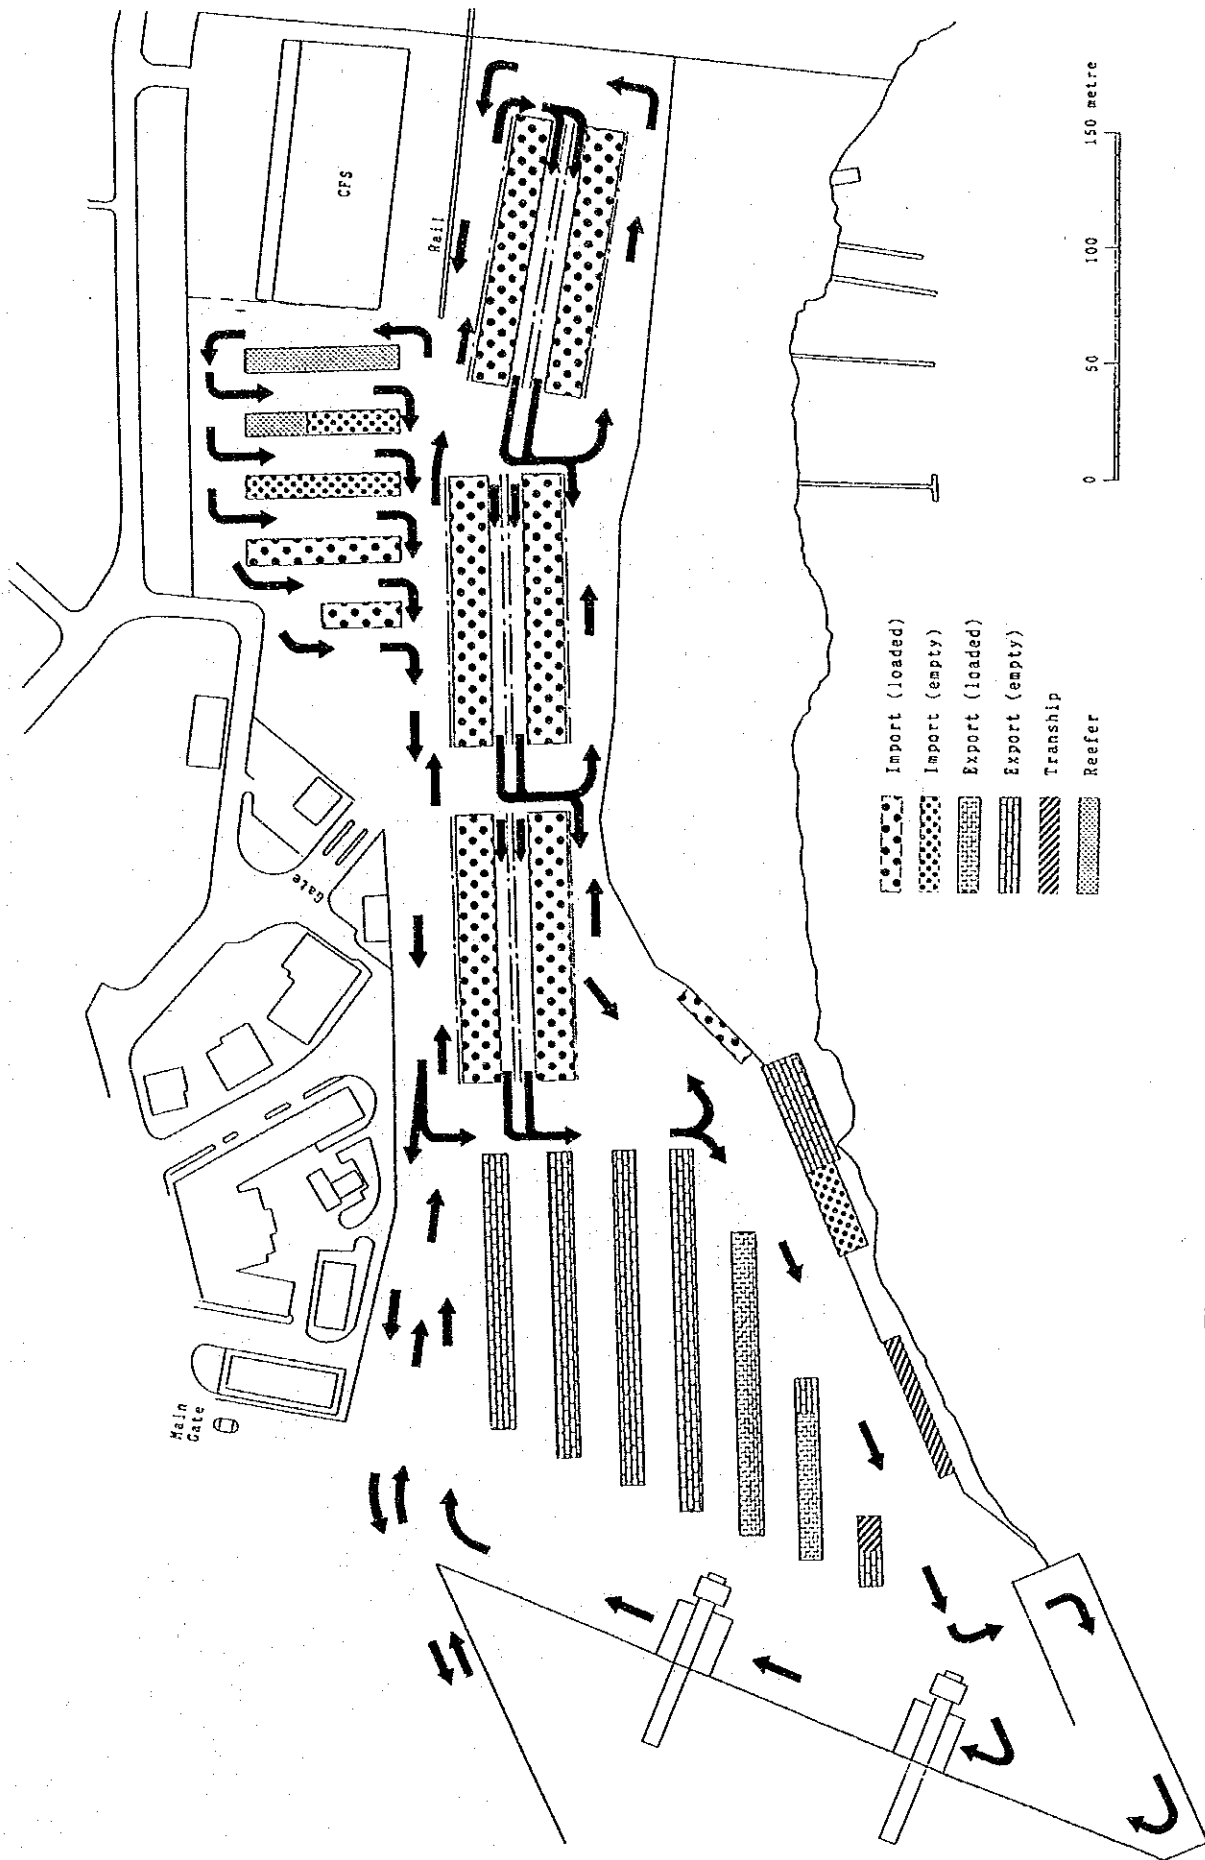 CFS
Rail
Gate
Main
Gate
0 50 100 150 metre
Import (loaded)
Import (empty)
Export (loaded)
Export (empty)
Tranship
Reefer